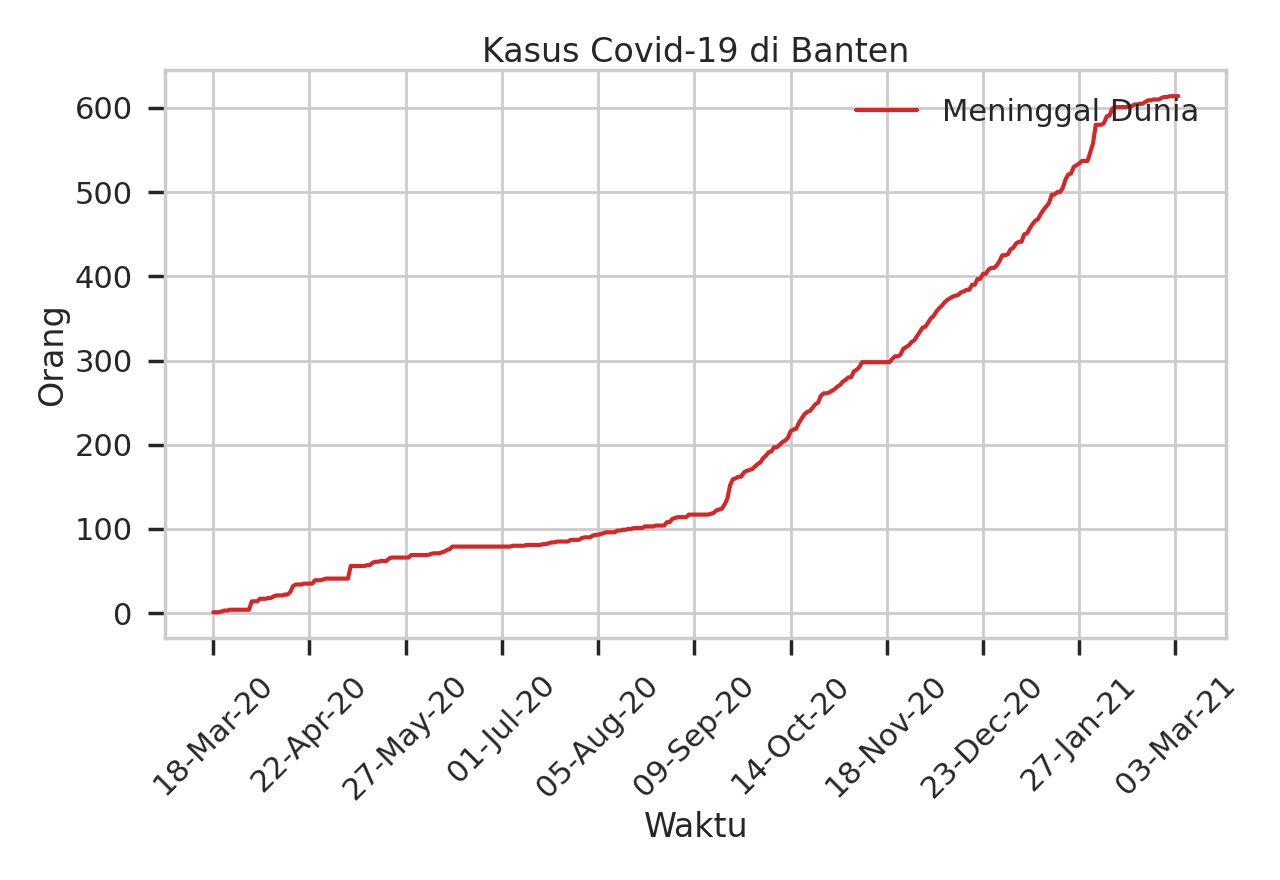 Kasus Covid-19 di Banten
Meninggal Dunia
Orang
600
500
400
300
200
100
0
18-Mar-20
22-Apr-20
27-May-20
01-Jul-20
05-Aug-20
09-Sep-20
14-Oct-20
18-Nov-20
23-Dec-20
27-Jan-21
03-Mar-21
Waktu